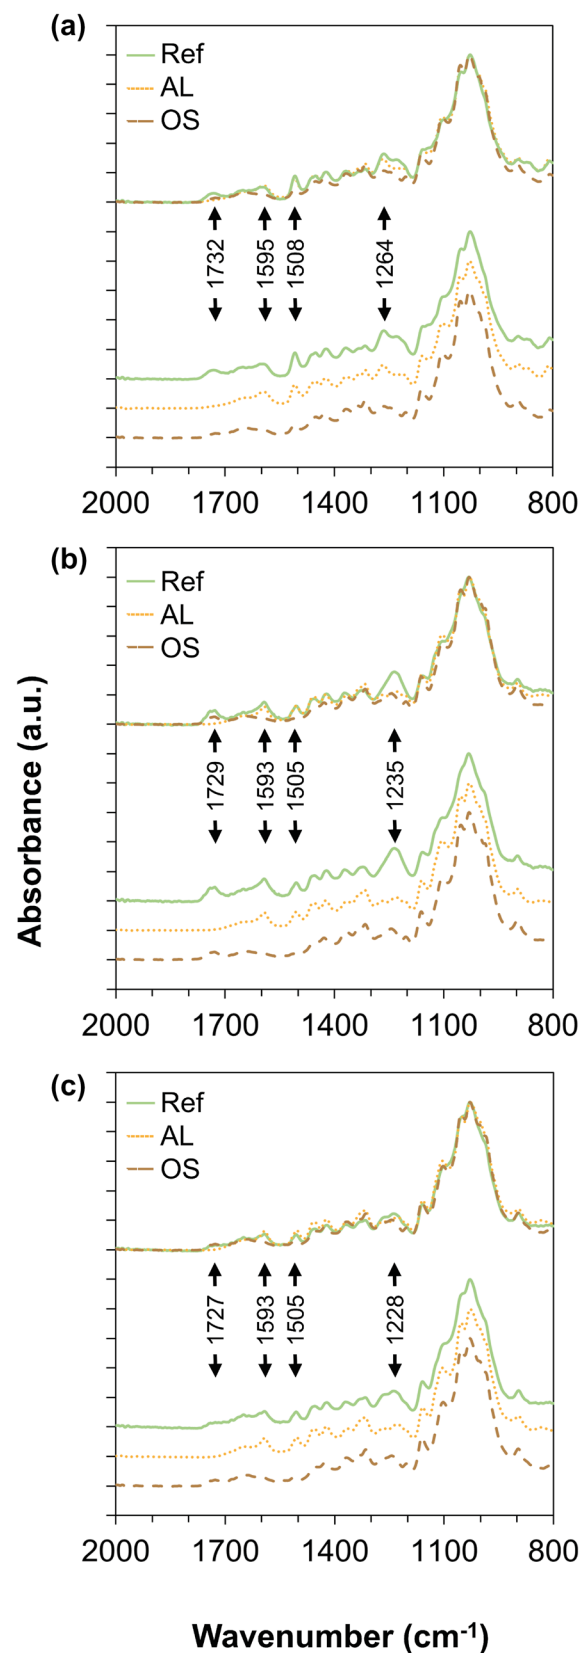 (a)
Ref
AL
OS
1732
1595
1508
1264
2000 1700 1400 1100 800
(b)
Ref
AL
OS
1729
1593
1505
1235
2000 1700 1400 1100 800
(c)
Ref
AL
OS
1727
1593
1505
1228
2000 1700 1400 1100 800
Absorbance (a.u.)
Wavenumber (cm⁻¹)